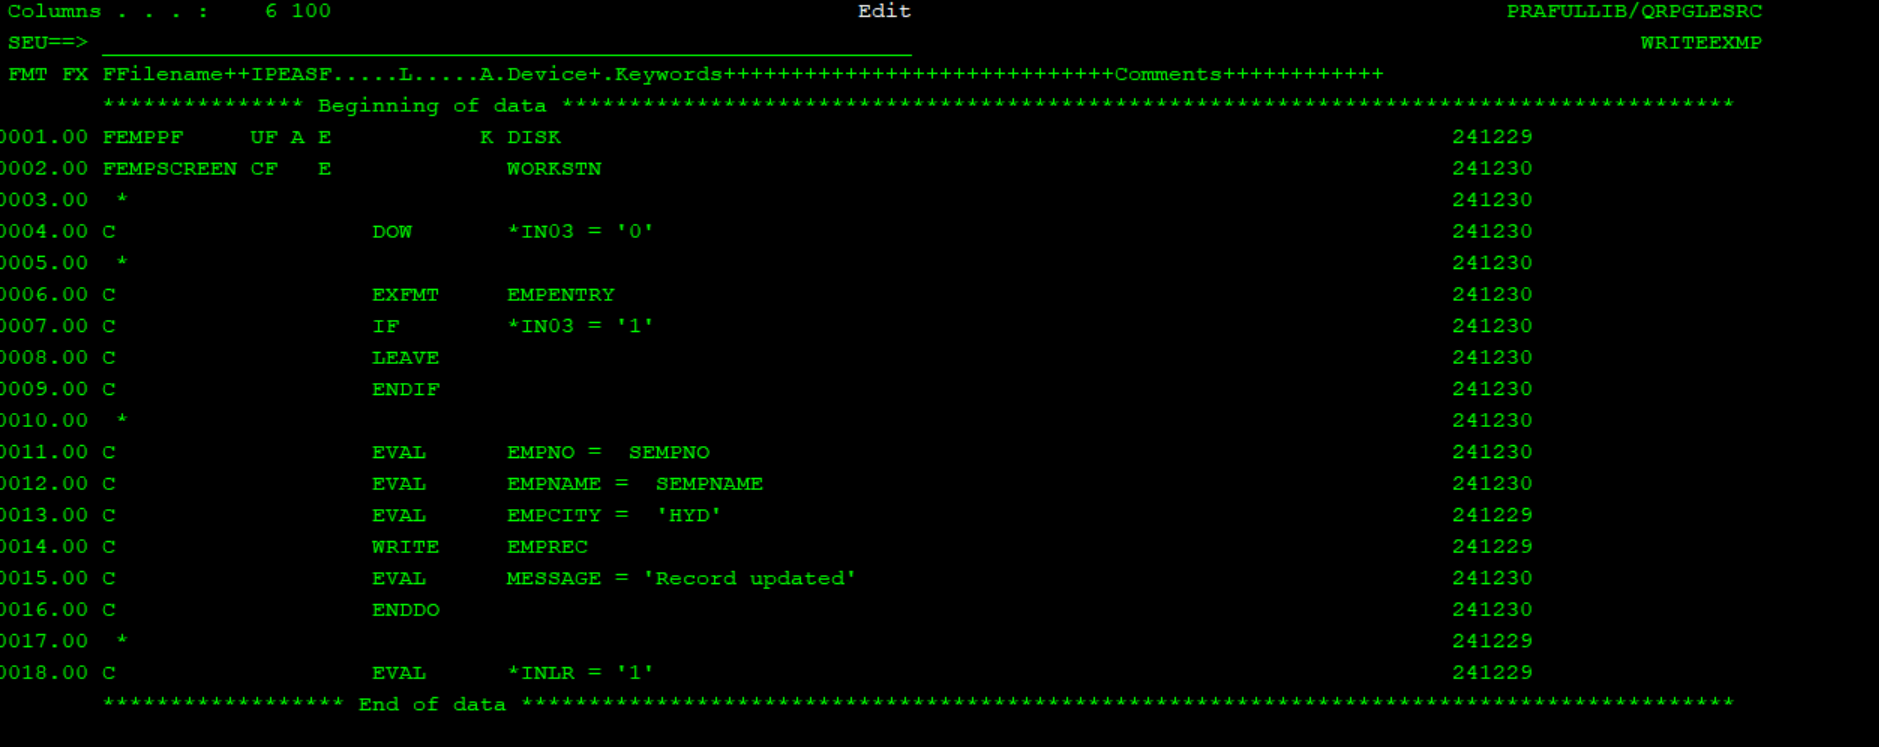 Columns . . . :    6 100                                        Edit                                            PRAFULLIB/QRPGLESRC
SEU==> ____________________________________________________________                                                      WRITEEXMP
FMT FX FFilename++IPEASF.....L.....A.Device+.Keywords+++++++++++++++++++++++++++++Comments++++++++++++
       *************** Beginning of data ***************************************************************************************
0001.00 FEMPPF     UF A E           K DISK                                                                  241229
0002.00 FEMPSCREEN CF   E             WORKSTN                                                               241230
0003.00  *                                                                                                  241230
0004.00 C                   DOW       *IN03 = '0'                                                           241230
0005.00  *                                                                                                  241230
0006.00 C                   EXFMT     EMPENTRY                                                              241230
0007.00 C                   IF        *IN03 = '1'                                                           241230
0008.00 C                   LEAVE                                                                           241230
0009.00 C                   ENDIF                                                                           241230
0010.00  *                                                                                                  241230
0011.00 C                   EVAL      EMPNO =  SEMPNO                                                       241230
0012.00 C                   EVAL      EMPNAME =  SEMPNAME                                                   241230
0013.00 C                   EVAL      EMPCITY =  'HYD'                                                      241229
0014.00 C                   WRITE     EMPREC                                                                241229
0015.00 C                   EVAL      MESSAGE = 'Record updated'                                            241230
0016.00 C                   ENDDO                                                                           241230
0017.00  *                                                                                                  241229
0018.00 C                   EVAL      *INLR = '1'                                                           241229
       ****************** End of data ******************************************************************************************